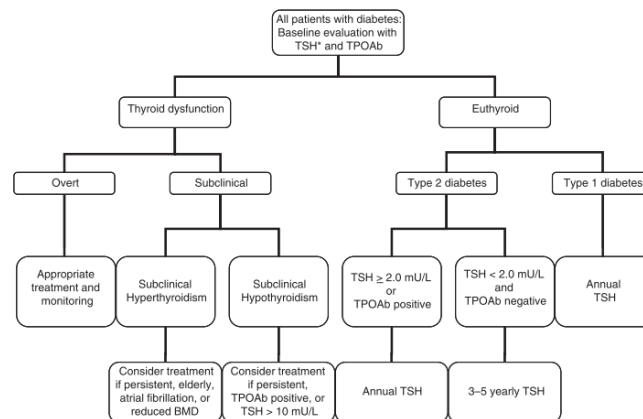 All patients with diabetes:
Baseline evaluation with
TSH* and TPOAb
Thyroid dysfunction
Euthyroid
Overt
Subclinical
Type 2 diabetes
Type 1 diabetes
Appropriate
treatment and
monitoring
Subclinical
Hyperthyroidism
Subclinical
Hypothyroidism
TSH ≥ 2.0 mU/L
or
TPOAb positive
TSH < 2.0 mU/L
and
TPOAb negative
Annual
TSH
Consider treatment
if persistent, elderly,
atrial fibrillation, or
reduced BMD
Consider treatment
if persistent,
TPOAb positive, or
TSH > 10 mU/L
Annual TSH
3–5 yearly TSH